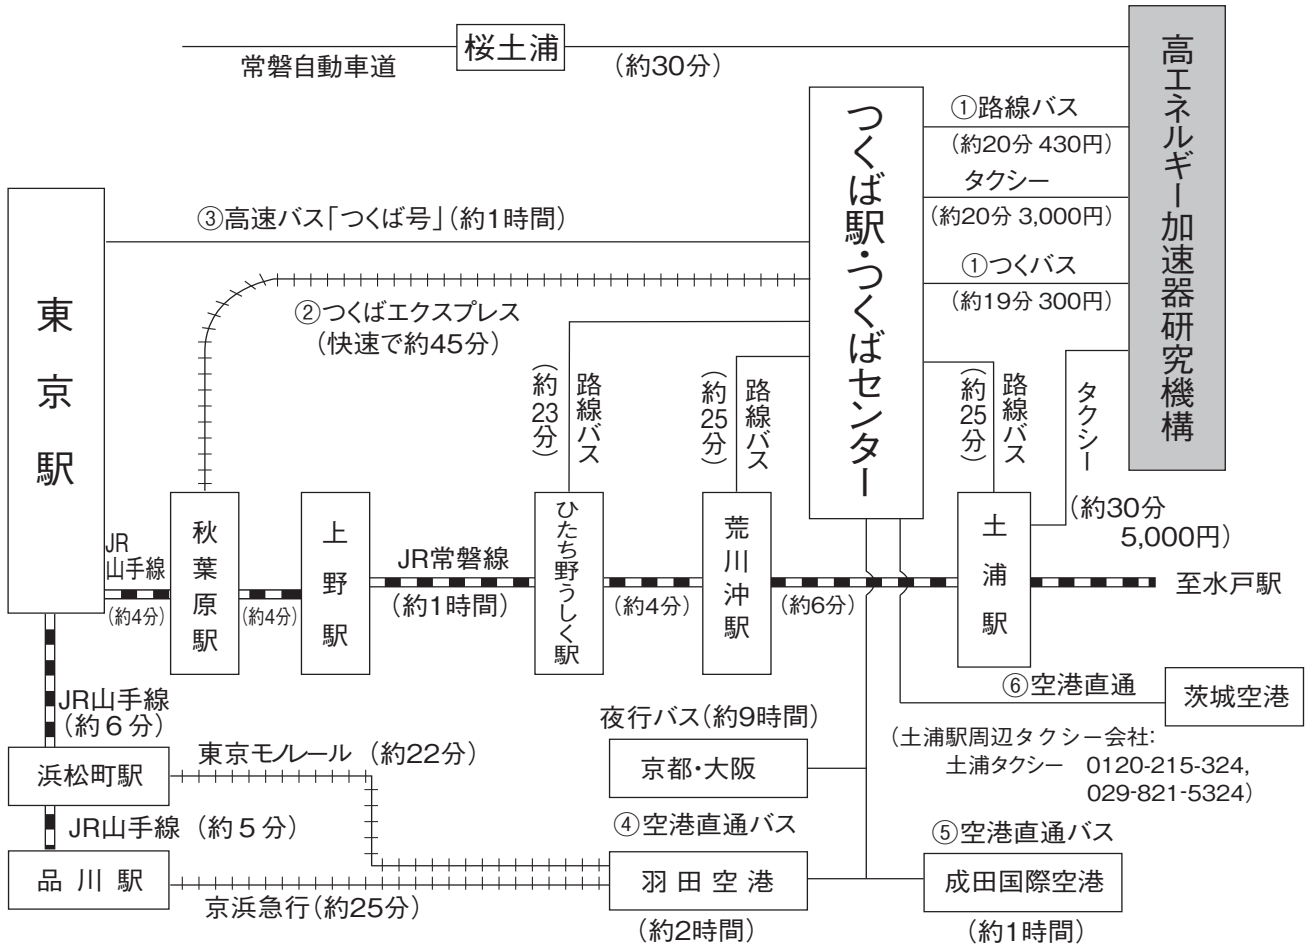 桜土浦
常磐自動車道
(約30分)
高エネルギー加速器研究機構
つくば駅・つくばセンター
①路線バス
(約20分 430円)
タクシー
(約20分 3,000円)
①つくバス
(約19分 300円)
③高速バス「つくば号」(約1時間)
東京駅
②つくばエクスプレス
(快速で約45分)
路線バス
(約23分)
路線バス
(約25分)
路線バス
(約25分)
タクシー
(約30分
5,000円)
JR
山手線
(約4分)
秋葉原駅
(約4分)
上野駅
JR常磐線
(約1時間)
ひたち野うしく駅
(約4分)
荒川沖駅
(約6分)
土浦駅
至水戸駅
JR山手線
(約6分)
⑥空港直通
茨城空港
夜行バス(約9時間)
京都・大阪
(土浦駅周辺タクシー会社:
土浦タクシー 0120-215-324,
029-821-5324)
浜松町駅
東京モノレール (約22分)
JR山手線 (約5分)
④空港直通バス
⑤空港直通バス
品川駅
京浜急行(約25分)
羽田空港
(約2時間)
成田国際空港
(約1時間)